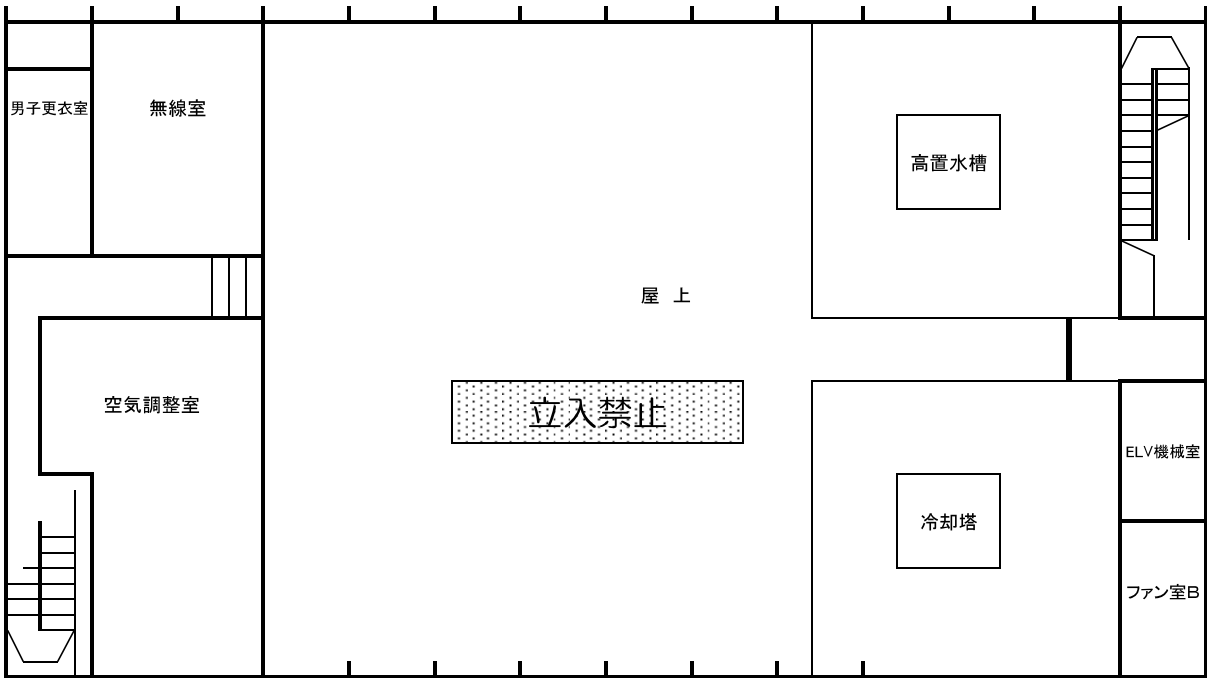 男子更衣室
無線室
高置水槽
屋 上
立入禁止
空気調整室
ELV機械室
冷却塔
ファン室B